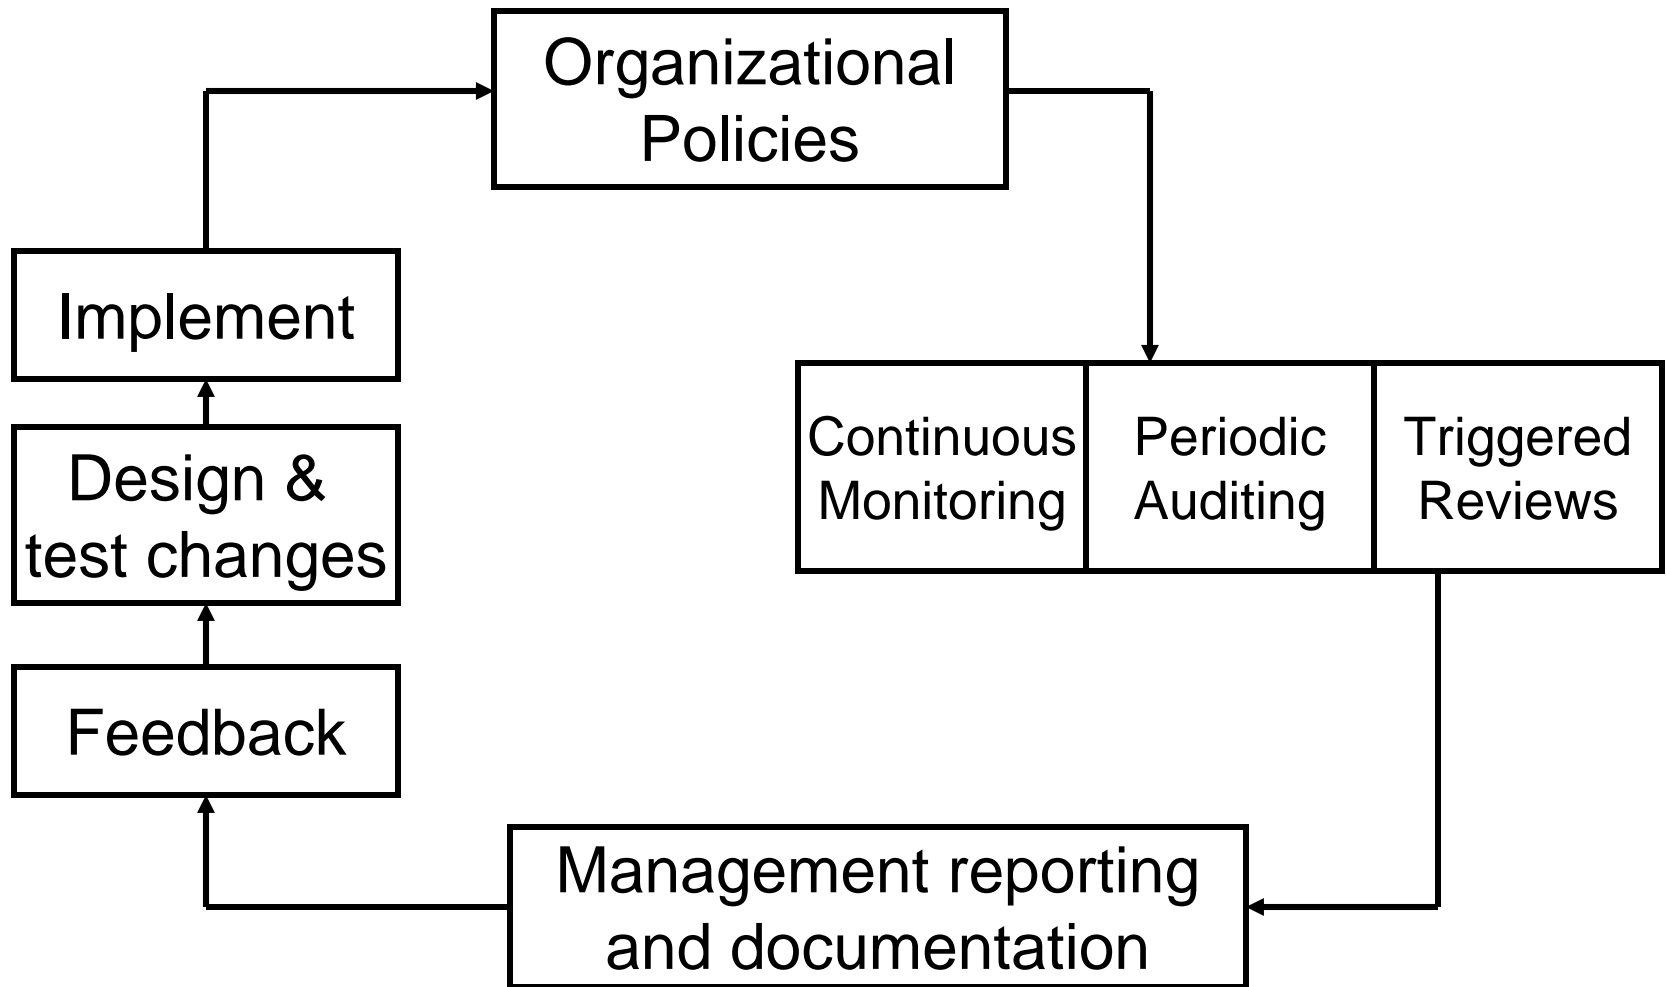 Organizational
Policies
Implement
Continuous
Monitoring
Periodic
Auditing
Triggered
Reviews
Design &
test changes
Feedback
Management reporting
and documentation